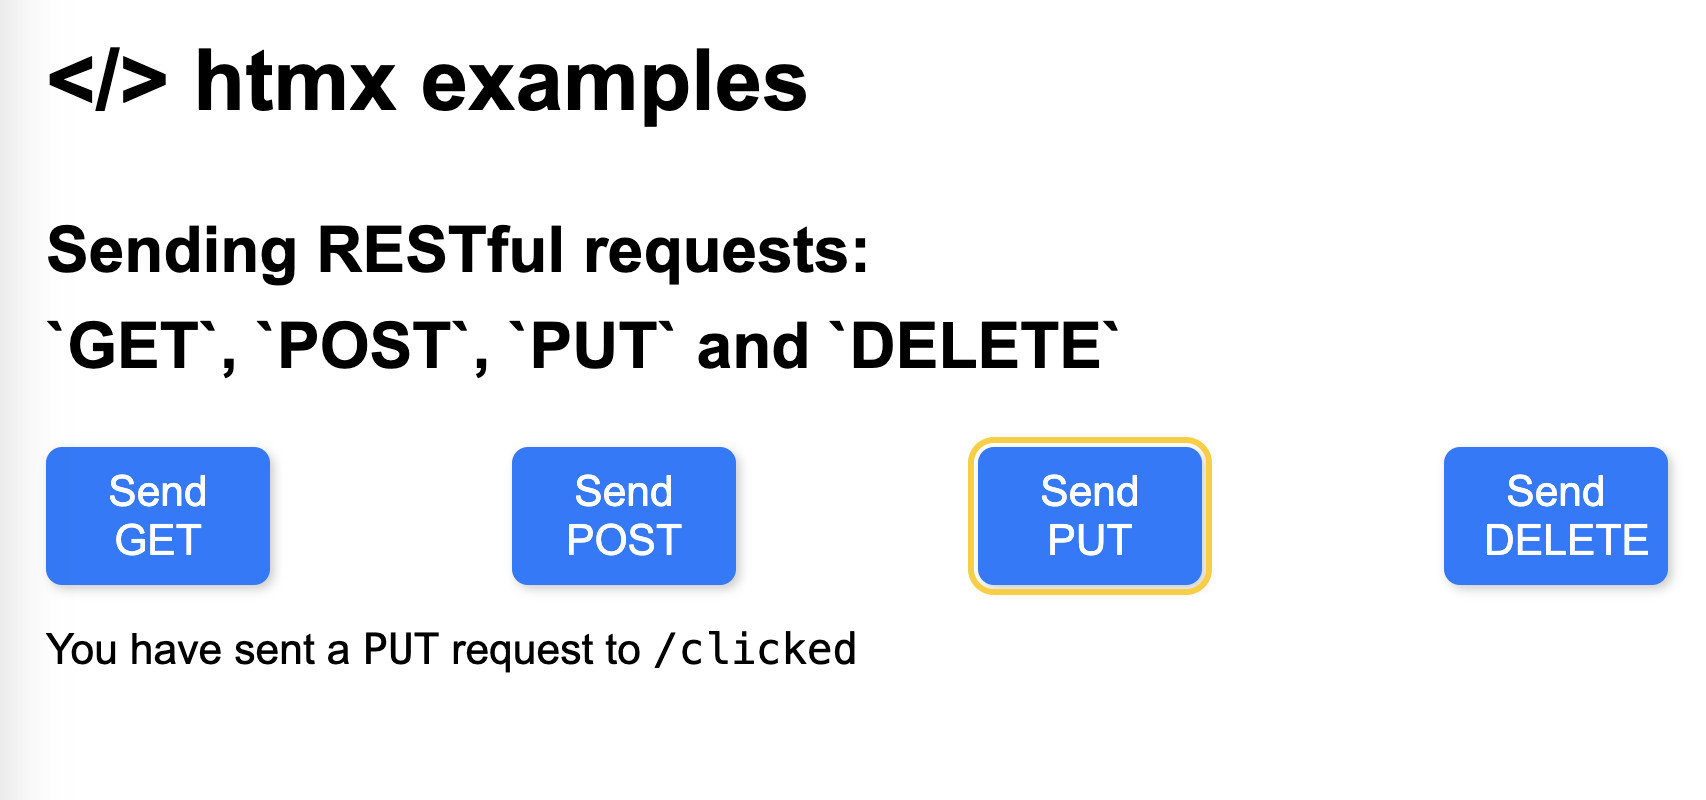 </> htmx examples
Sending RESTful requests:
`GET`, `POST`, `PUT` and `DELETE`
Send
GET
Send
POST
Send
PUT
Send
DELETE
You have sent a PUT request to /clicked